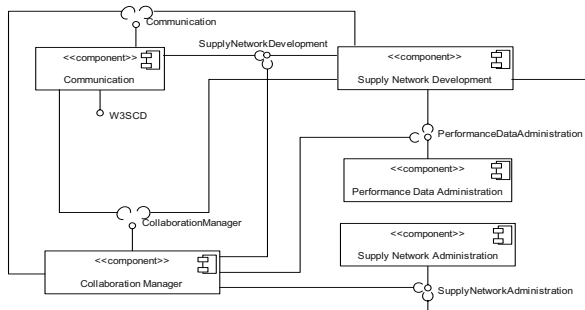 Communication
SupplyNetworkDevelopment
<<component>>
Communication
<<component>>
Supply Network Development
W3SCD
PerformanceDataAdministration
<<component>>
Performance Data Administration
CollaborationManager
<<component>>
Supply Network Administration
<<component>>
Collaboration Manager
SupplyNetworkAdministration